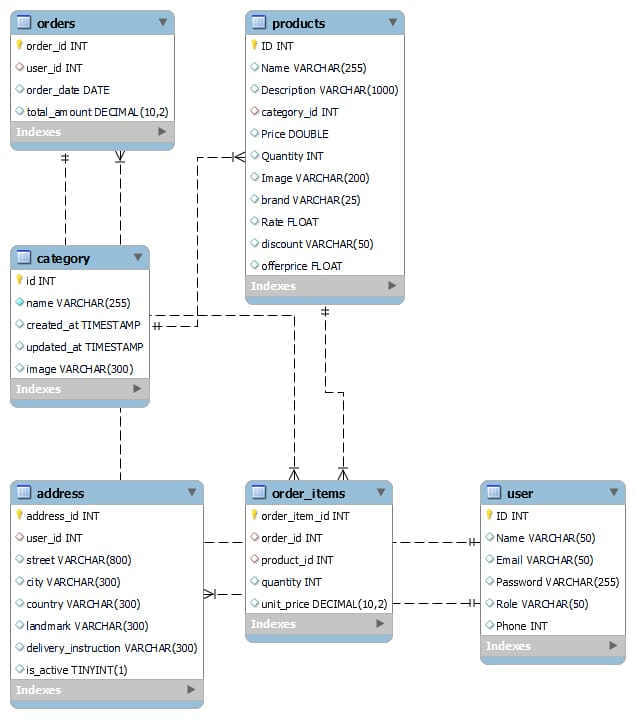 orders
order_id INT
user_id INT
order_date DATE
total_amount DECIMAL(10,2)
Indexes
products
ID INT
Name VARCHAR(255)
Description VARCHAR(1000)
category_id INT
Price DOUBLE
Quantity INT
Image VARCHAR(200)
brand VARCHAR(25)
Rate FLOAT
discount VARCHAR(50)
offerprice FLOAT
Indexes
category
id INT
name VARCHAR(255)
created_at TIMESTAMP
updated_at TIMESTAMP
image VARCHAR(300)
Indexes
address
address_id INT
user_id INT
street VARCHAR(800)
city VARCHAR(300)
country VARCHAR(300)
landmark VARCHAR(300)
delivery_instruction VARCHAR(300)
is_active TINYINT(1)
Indexes
order_items
order_item_id INT
order_id INT
product_id INT
quantity INT
unit_price DECIMAL(10,2)
Indexes
user
ID INT
Name VARCHAR(50)
Email VARCHAR(50)
Password VARCHAR(255)
Role VARCHAR(50)
Phone INT
Indexes